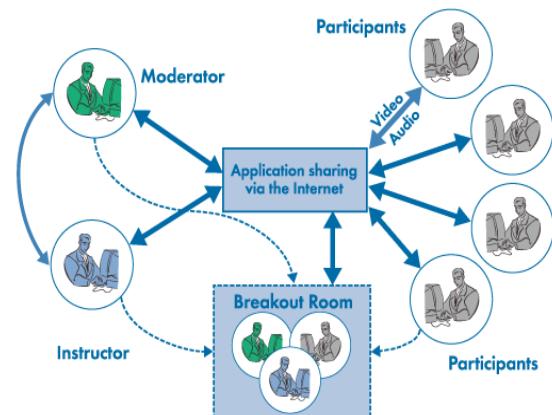 Participants
Moderator
Video
Audio
Application sharing
via the Internet
Breakout Room
Instructor
Participants